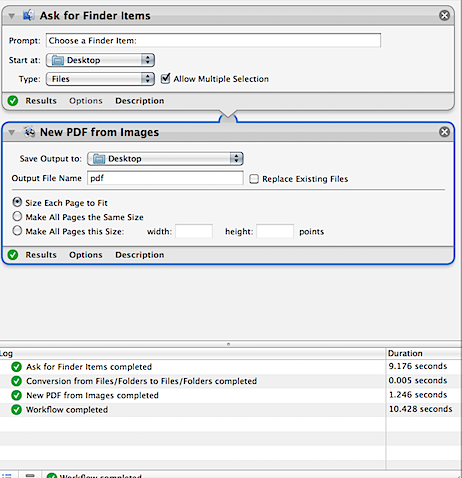 Ask for Finder Items
Prompt: Choose a Finder Item:
Start at: Desktop
Type: Files Allow Multiple Selection
Results Options Description
New PDF from Images
Save Output to: Desktop
Output File Name pdf Replace Existing Files
Size Each Page to Fit
Make All Pages the Same Size
Make All Pages this Size: width: height: points
Results Options Description
Log Duration
Ask for Finder Items completed 9.176 seconds
Conversion from Files/Folders to Files/Folders completed 0.005 seconds
New PDF from Images completed 1.246 seconds
Workflow completed 10.428 seconds
Workflow completed